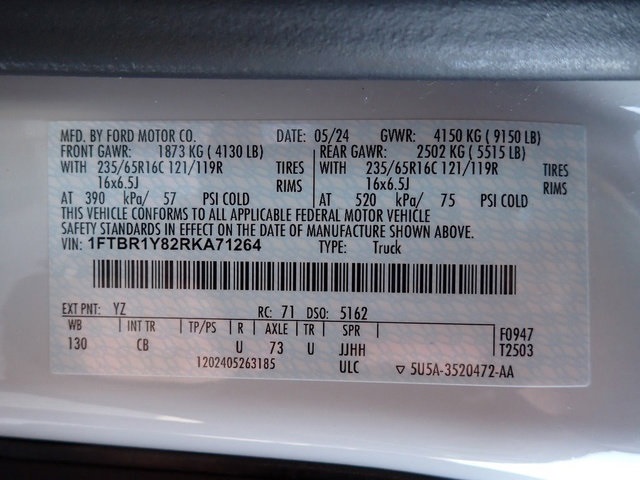 MFD. BY FORD MOTOR CO. DATE: 05/24 GVWR: 4150 KG ( 9150 LB)
FRONT GAWR: 1873 KG ( 4130 LB) REAR GAWR: 2502 KG ( 5515 LB)
WITH 235/65R16C 121/119R TIRES WITH 235/65R16C 121/119R TIRES
16x6.5J RIMS 16x6.5J RIMS
AT 390 kPa/ 57 PSI COLD AT 520 kPa/ 75 PSI COLD
THIS VEHICLE CONFORMS TO ALL APPLICABLE FEDERAL MOTOR VEHICLE
SAFETY STANDARDS IN EFFECT ON THE DATE OF MANUFACTURE SHOWN ABOVE.
VIN: 1FTBR1Y82RKA71264 TYPE: Truck
EXT PNT: YZ RC: 71 DSO: 5162
WB INT TR TP/PS R AXLE TR SPR F0947
130 CB U 73 U JJHH T2503
1202405263185 ULC ▽ 5U5A-3520472-AA